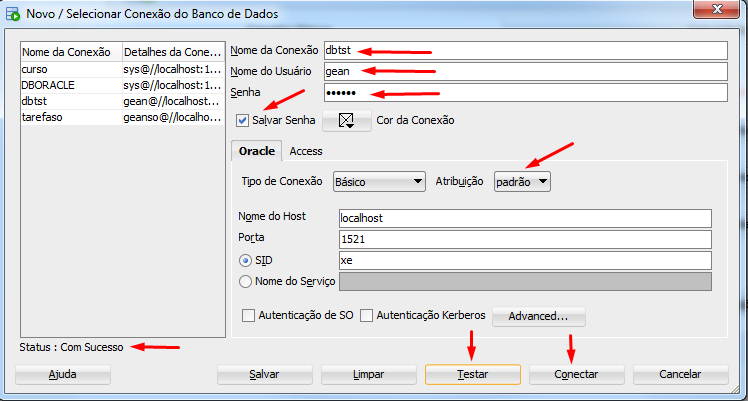 Novo / Selecionar Conexão do Banco de Dados
Nome da Conexão Detalhes da Cone...
curso sys@//localhost:1...
DBORACLE sys@//localhost:1...
dbtst gean@//localhost...
tarefaso geanso@//localho...
Nome da Conexão dbtst
Nome do Usuário gean
Senha ••••••
Salvar Senha Cor da Conexão
Oracle Access
Tipo de Conexão Básico Atribuição padrão
Nome do Host localhost
Porta 1521
SID xe
Nome do Serviço
Autenticação de SO Autenticação Kerberos Advanced...
Status : Com Sucesso
Ajuda Salvar Limpar Testar Conectar Cancelar